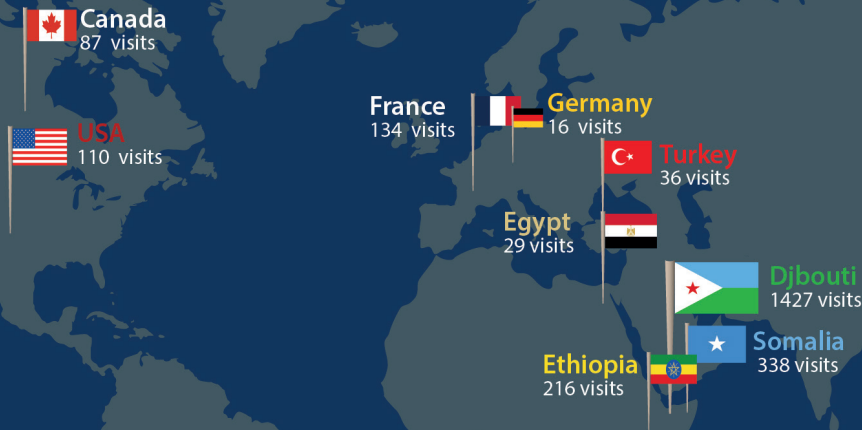 Canada
87 visits
USA
110 visits
France
134 visits
Germany
16 visits
Turkey
36 visits
Egypt
29 visits
Djbouti
1427 visits
Somalia
338 visits
Ethiopia
216 visits